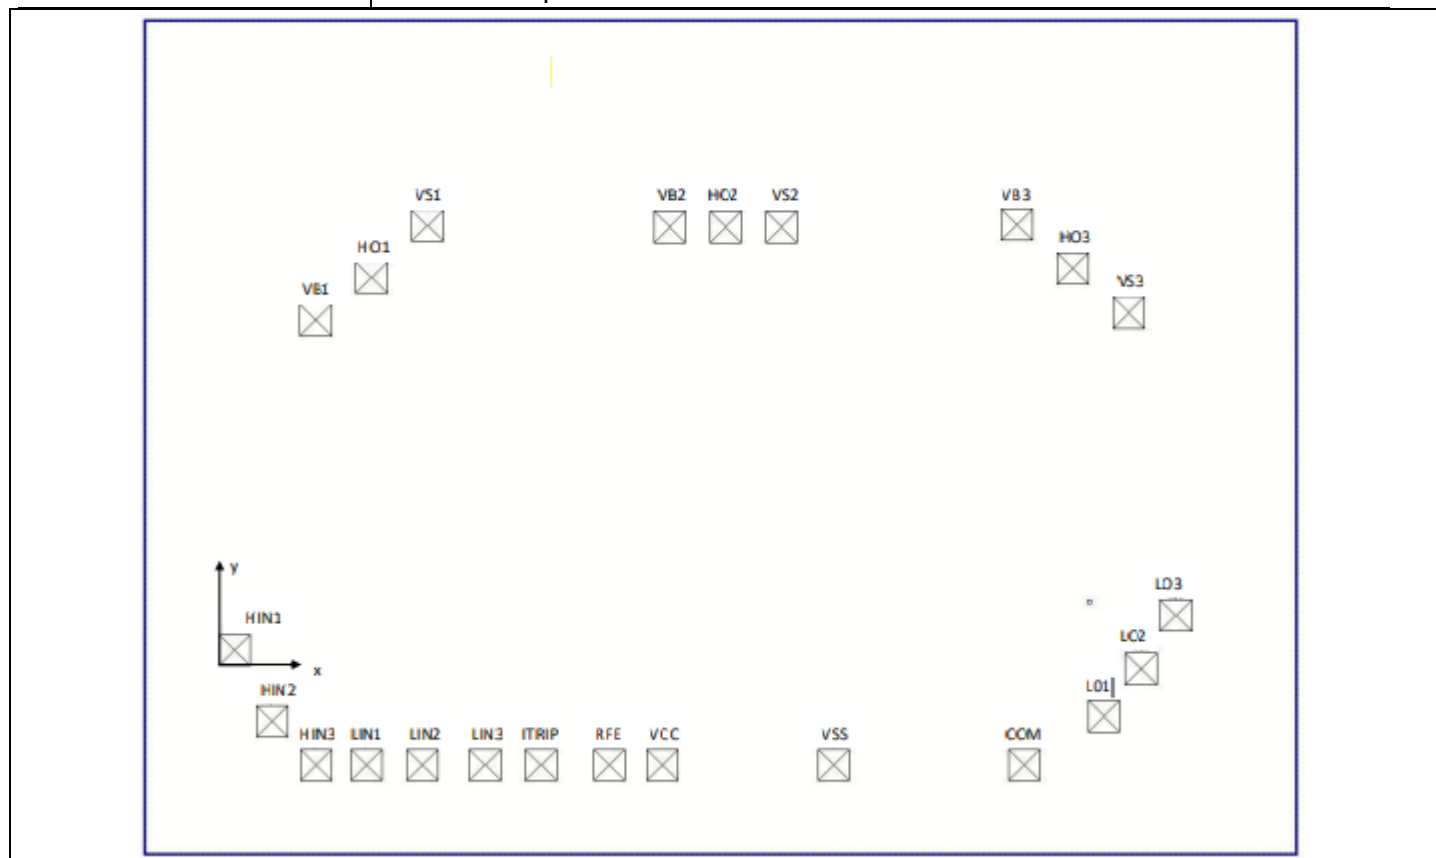 VS1 VB2 HO2 VS2 VB3
HO1 HO3
VB1 VS3
y
HIN1 LO3
x LO2
HIN2 LO1
HIN3 LIN1 LIN2 LIN3 ITRIP RFE VCC VSS COM